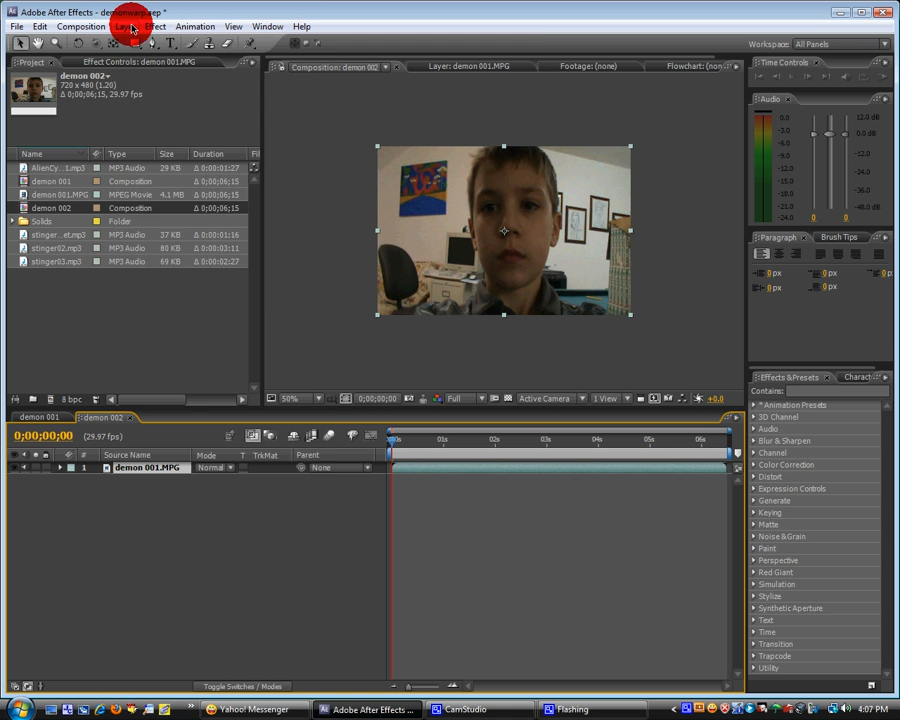 Adobe After Effects - demonwarp.aep *
File Edit Composition Layer Effect Animation View Window Help
Workspace: All Panels
Project
Effect Controls: demon 001.MPG
Composition: demon 002
Layer: demon 001.MPG
Footage: (none)
Flowchart: (non
Time Controls
demon 002
720 x 480 (1.20)
Δ 0;00;06;15, 29.97 fps
Audio
0.0 12.0 dB
-3.0 6.0
-6.0 0.0
Name Type Size Duration Fil
AlienCy…1.mp3 MP3 Audio 29 KB Δ 0:00:01:27
demon 001 Composition Δ 0;00;06;15
demon 001.MPG MPEG Movie 4.1 MB Δ 0;00;06;15
demon 002 Composition Δ 0;00;06;15
Solids Folder
stinger…et.mp3 MP3 Audio 37 KB Δ 0:00:01:16
stinger02.mp3 MP3 Audio 80 KB Δ 0:00:03:11
stinger03.mp3 MP3 Audio 69 KB Δ 0:00:02:27
Paragraph Brush Tips
0 px 0 px 0 p
0 px 0 px
Effects & Presets Charact
Contains:
* Animation Presets
3D Channel
Audio
Blur & Sharpen
Channel
Color Correction
Distort
Expression Controls
Generate
Keying
Matte
Noise & Grain
Paint
Perspective
Red Giant
Simulation
Stylize
Synthetic Aperture
Text
Time
Transition
Trapcode
Utility
8 bpc
50% 0;00;00;00 Full Active Camera 1 View +0.0
demon 001 demon 002
0;00;00;00 (29.97 fps)
01s 02s 03s 04s 05s 06s
# Source Name Mode T TrkMat Parent
1 demon 001.MPG Normal None
Toggle Switches / Modes
Yahoo! Messenger Adobe After Effects ... CamStudio Flashing 4:07 PM